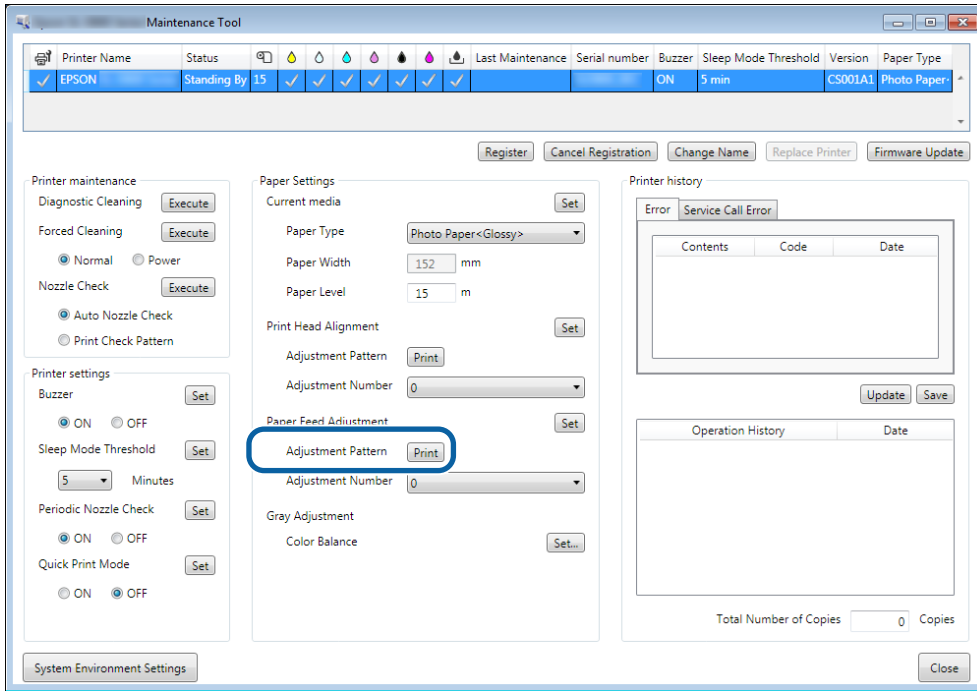 Maintenance Tool
Printer Name Status Last Maintenance Serial number Buzzer Sleep Mode Threshold Version Paper Type
EPSON Standing By 15 ON 5 min CS001A1 Photo Paper
Register Cancel Registration Change Name Replace Printer Firmware Update
Printer maintenance
Diagnostic Cleaning Execute
Forced Cleaning Execute
Normal Power
Nozzle Check Execute
Auto Nozzle Check
Print Check Pattern
Printer settings
Buzzer Set
ON OFF
Sleep Mode Threshold Set
5 Minutes
Periodic Nozzle Check Set
ON OFF
Quick Print Mode Set
ON OFF
Paper Settings
Current media Set
Paper Type Photo Paper<Glossy>
Paper Width 152 mm
Paper Level 15 m
Print Head Alignment Set
Adjustment Pattern Print
Adjustment Number 0
Paper Feed Adjustment Set
Adjustment Pattern Print
Adjustment Number 0
Gray Adjustment
Color Balance Set...
Printer history
Error Service Call Error
Contents Code Date
Update Save
Operation History Date
Total Number of Copies 0 Copies
System Environment Settings Close